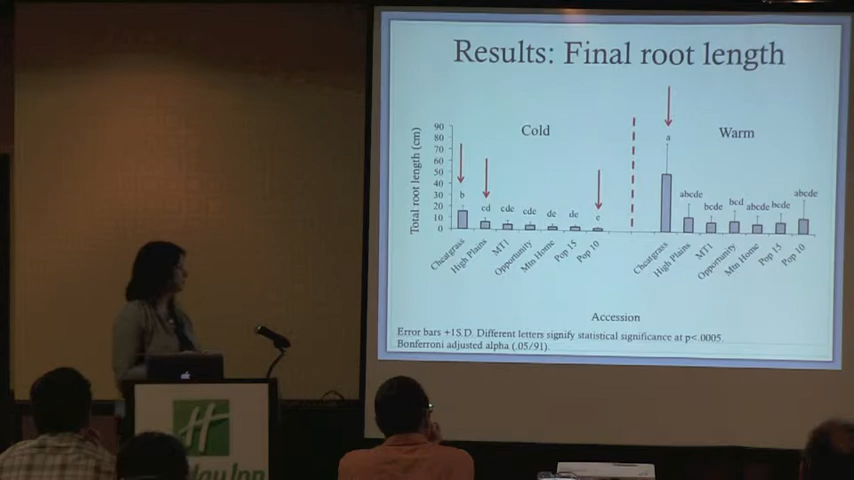 Results: Final root length
Total root length (cm)
90
80
70
60
50
40
30
20
10
0
Cold
Warm
b
cd
cde
cde
de
de
e
a
abcde
bcde
bcd
abcde
bcde
abcde
Cheatgrass
High Plains
MT1
Opportunity
Mtn Home
Pop 15
Pop 10
Cheatgrass
High Plains
MT1
Opportunity
Mtn Home
Pop 15
Pop 10
Accession
Error bars +1S.D. Different letters signify statistical significance at p<.0005.
Bonferroni adjusted alpha (.05/91).
H
day Inn